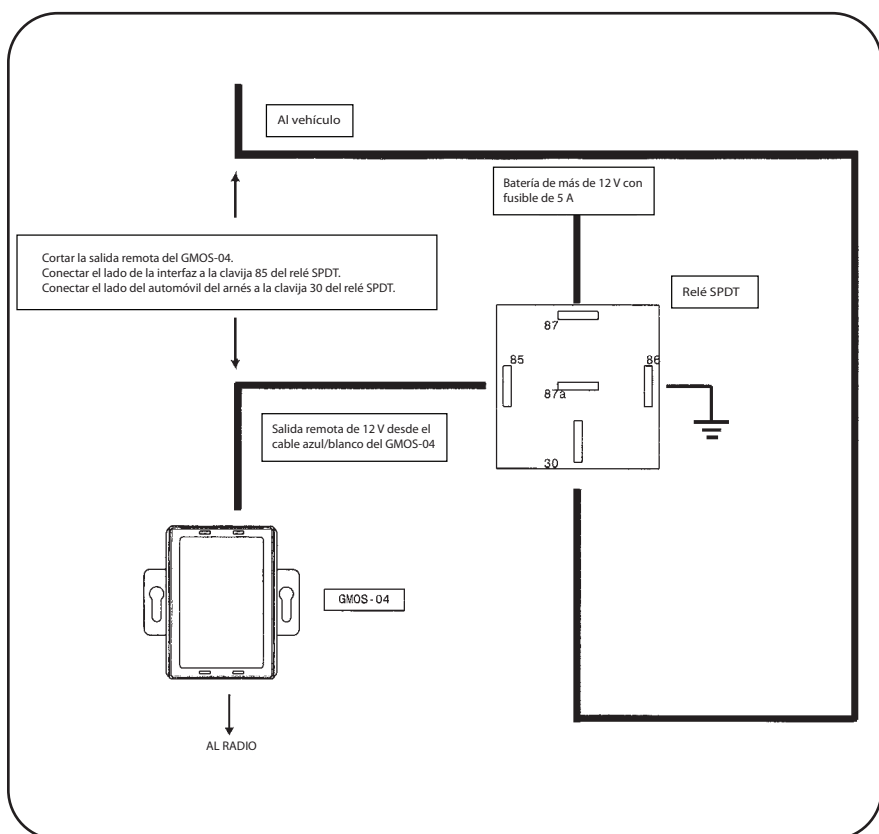 Al vehículo
Batería de más de 12 V con
fusible de 5 A
Cortar la salida remota del GMOS-04.
Conectar el lado de la interfaz a la clavija 85 del relé SPDT.
Conectar el lado del automóvil del arnés a la clavija 30 del relé SPDT.
Relé SPDT
87
85
86
87a
30
Salida remota de 12 V desde el
cable azul/blanco del GMOS-04
GMOS-04
AL RADIO